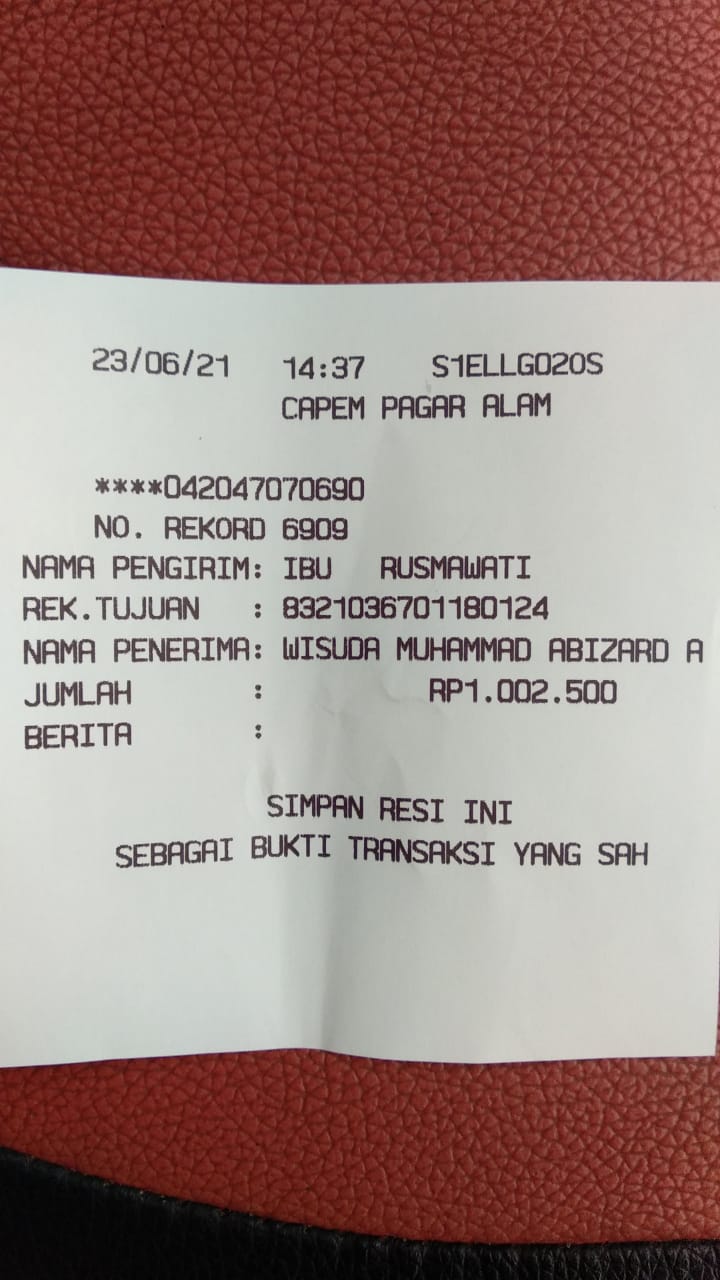 23/06/21 14:37 S1ELLG020S
CAPEM PAGAR ALAM
****042047070690
NO. REKORD 6909
NAMA PENGIRIM: IBU RUSMAWATI
REK.TUJUAN : 8321036701180124
NAMA PENERIMA: WISUDA MUHAMMAD ABIZARD A
JUMLAH : RP1.002.500
BERITA :
SIMPAN RESI INI
SEBAGAI BUKTI TRANSAKSI YANG SAH